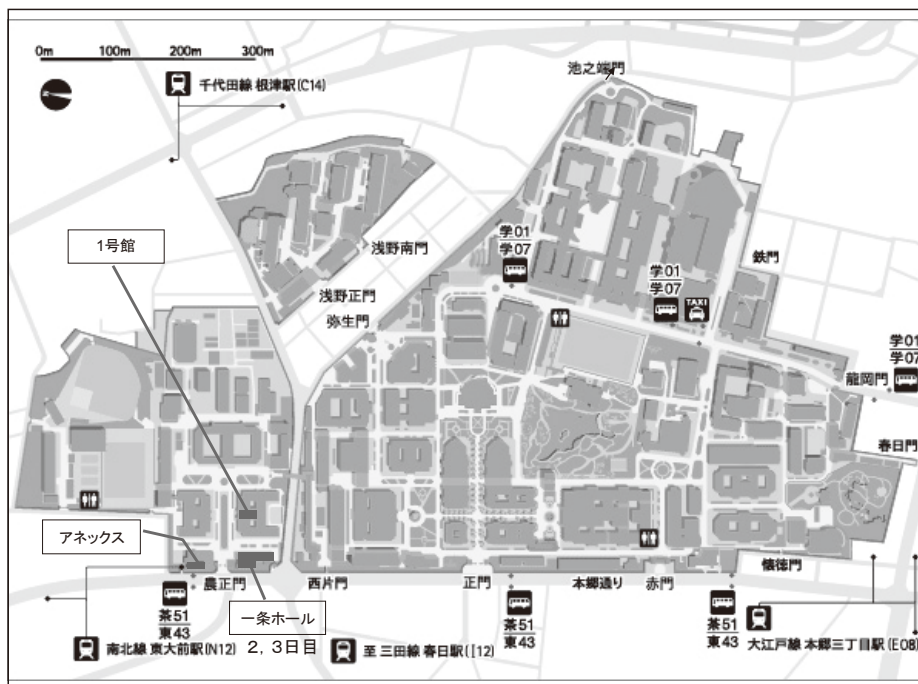 0m 100m 200m 300m
池之端門
千代田線 根津駅(C14)
1号館
浅野南門
学01
学07
学01
学07
TAXI
鉄門
浅野正門
弥生門
学01
学07
龍岡門
春日門
アネックス
農正門
西片門
正門
本郷通り
赤門
懐徳門
茶51
東43
一条ホール
2，3日目
茶51
東43
茶51
東43
南北線 東大前駅(N12)
至 三田線 春日駅(I12)
大江戸線 本郷三丁目駅(E08)